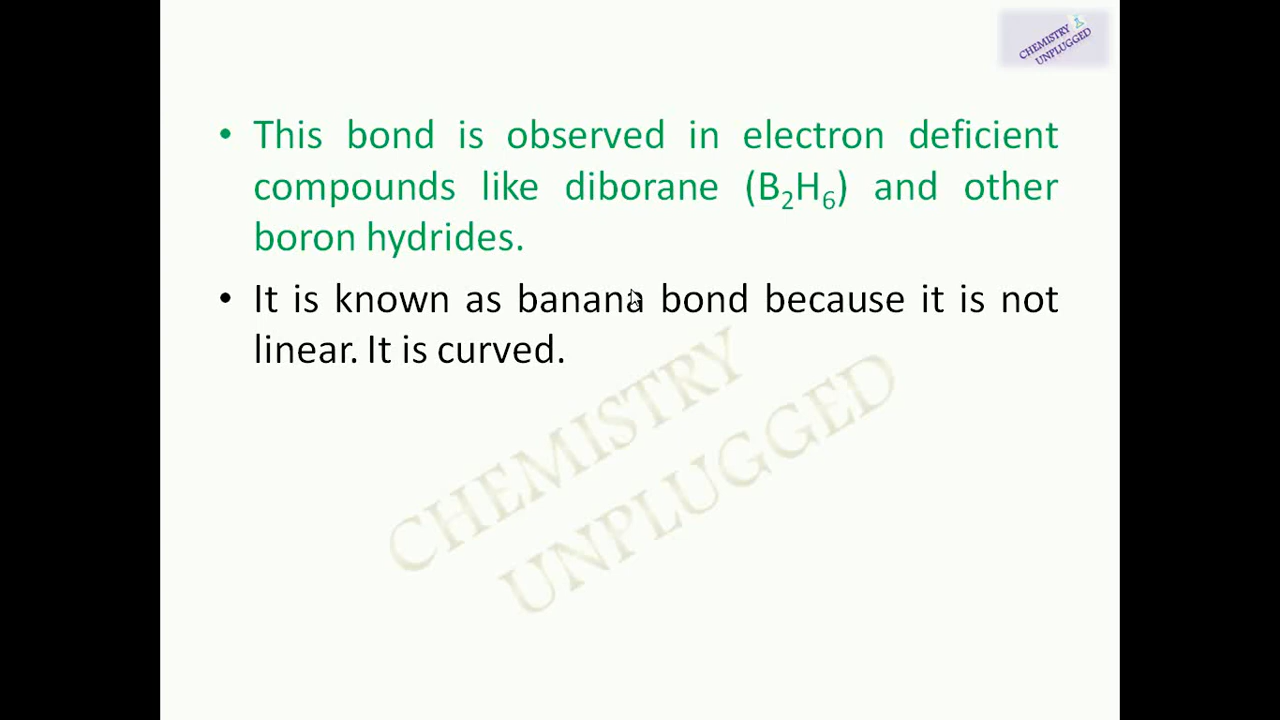 CHEMISTRY
UNPLUGGED
• This bond is observed in electron deficient
compounds like diborane (B₂H₆) and other
boron hydrides.
• It is known as banana bond because it is not
linear. It is curved.
CHEMISTRY
UNPLUGGED